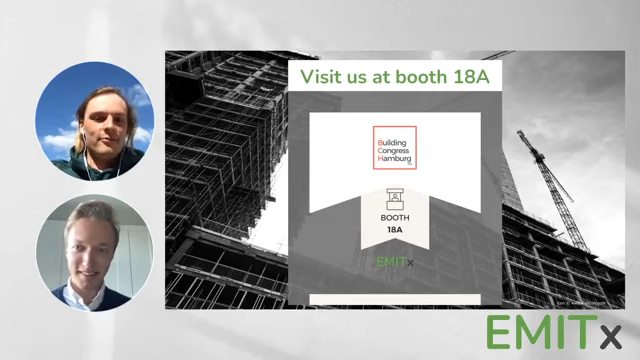 Visit us at booth 18A
Building
Congress
Hamburg
BOOTH
18A
EMITx
EMITx